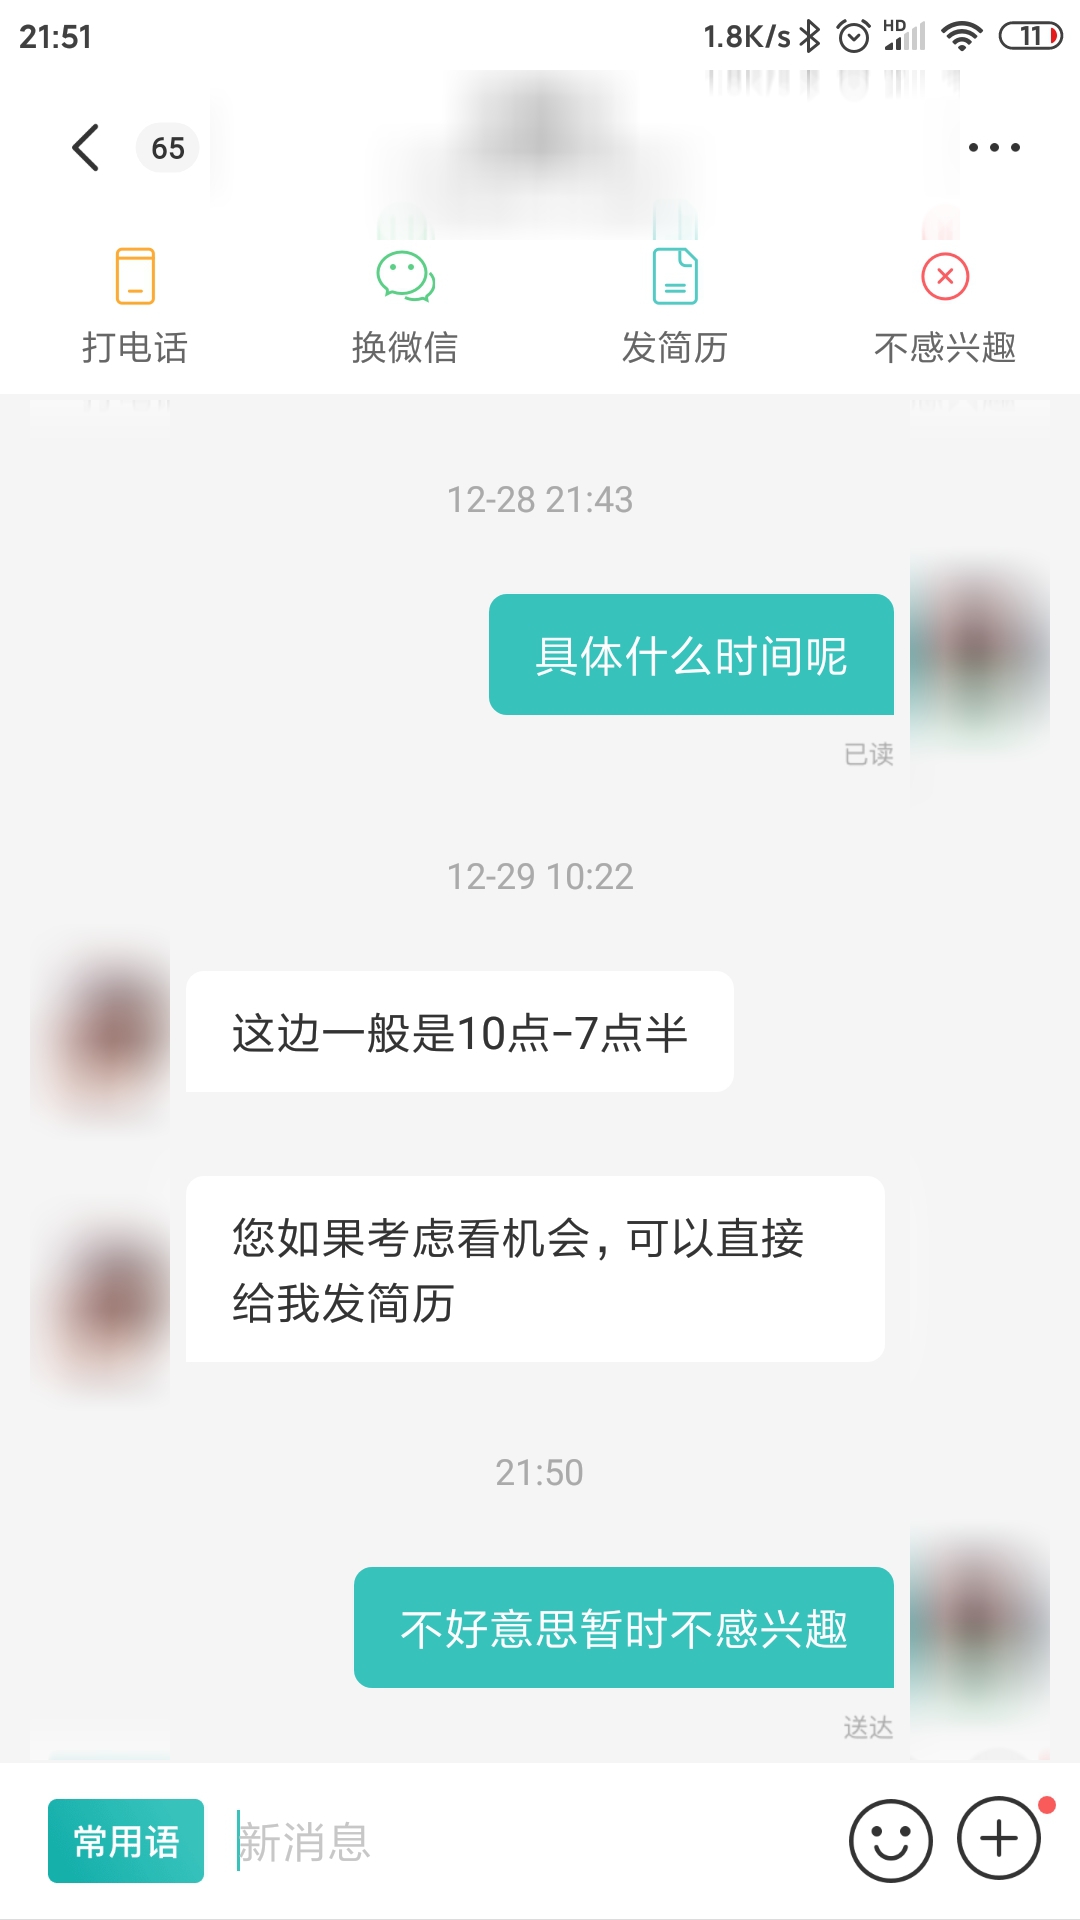 21:51
1.8K/s HD 11
65
打电话
换微信
发简历
不感兴趣
12-28 21:43
具体什么时间呢
已读
12-29 10:22
这边一般是10点-7点半
您如果考虑看机会，可以直接
给我发简历
21:50
不好意思暂时不感兴趣
送达
常用语
新消息